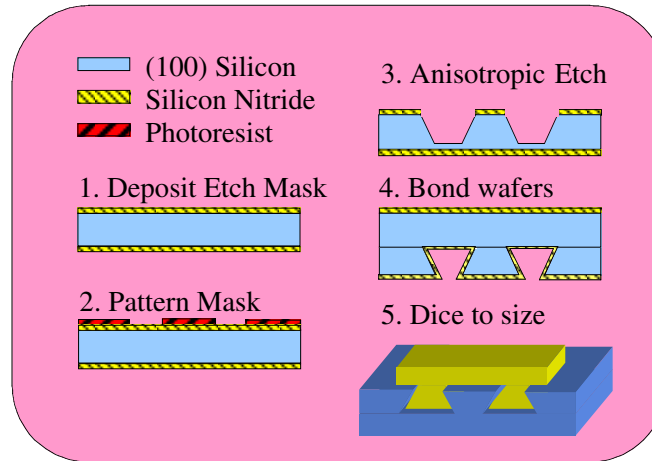 (100) Silicon
Silicon Nitride
Photoresist
1. Deposit Etch Mask
2. Pattern Mask
3. Anisotropic Etch
4. Bond wafers
5. Dice to size